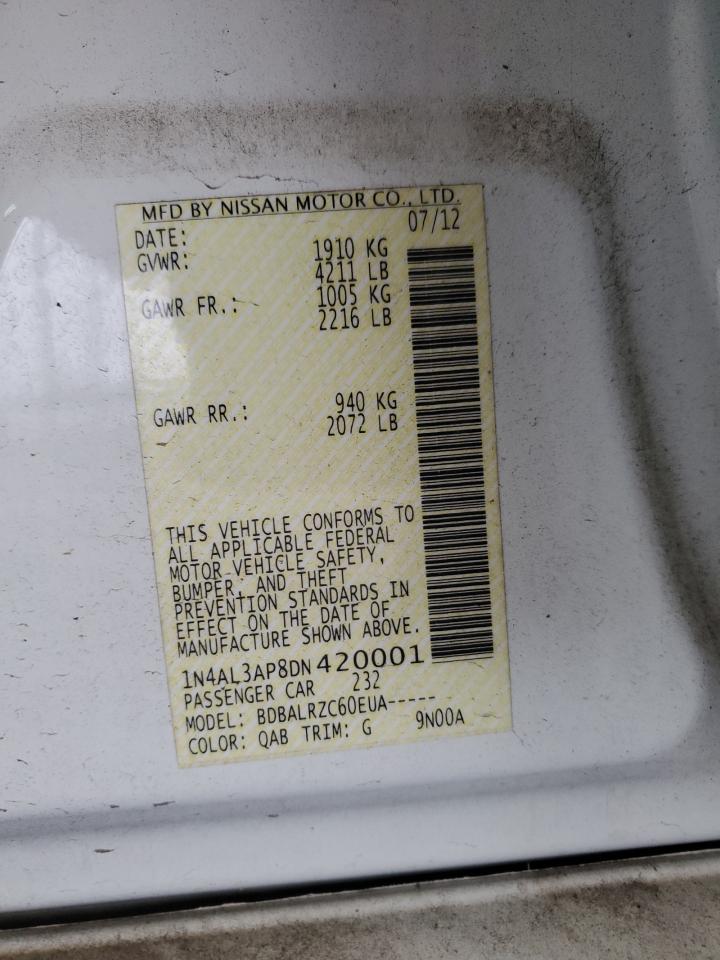 MFD BY NISSAN MOTOR CO., LTD.
DATE: 07/12
GVWR: 1910 KG
4211 LB
GAWR FR.: 1005 KG
2216 LB
GAWR RR.: 940 KG
2072 LB
THIS VEHICLE CONFORMS TO
ALL APPLICABLE FEDERAL
MOTOR VEHICLE SAFETY,
BUMPER, AND THEFT
PREVENTION STANDARDS IN
EFFECT ON THE DATE OF
MANUFACTURE SHOWN ABOVE.
1N4AL3AP8DN420001
PASSENGER CAR 232
MODEL: BDBALRZC60EUA-----
COLOR: QAB TRIM: G 9N00A